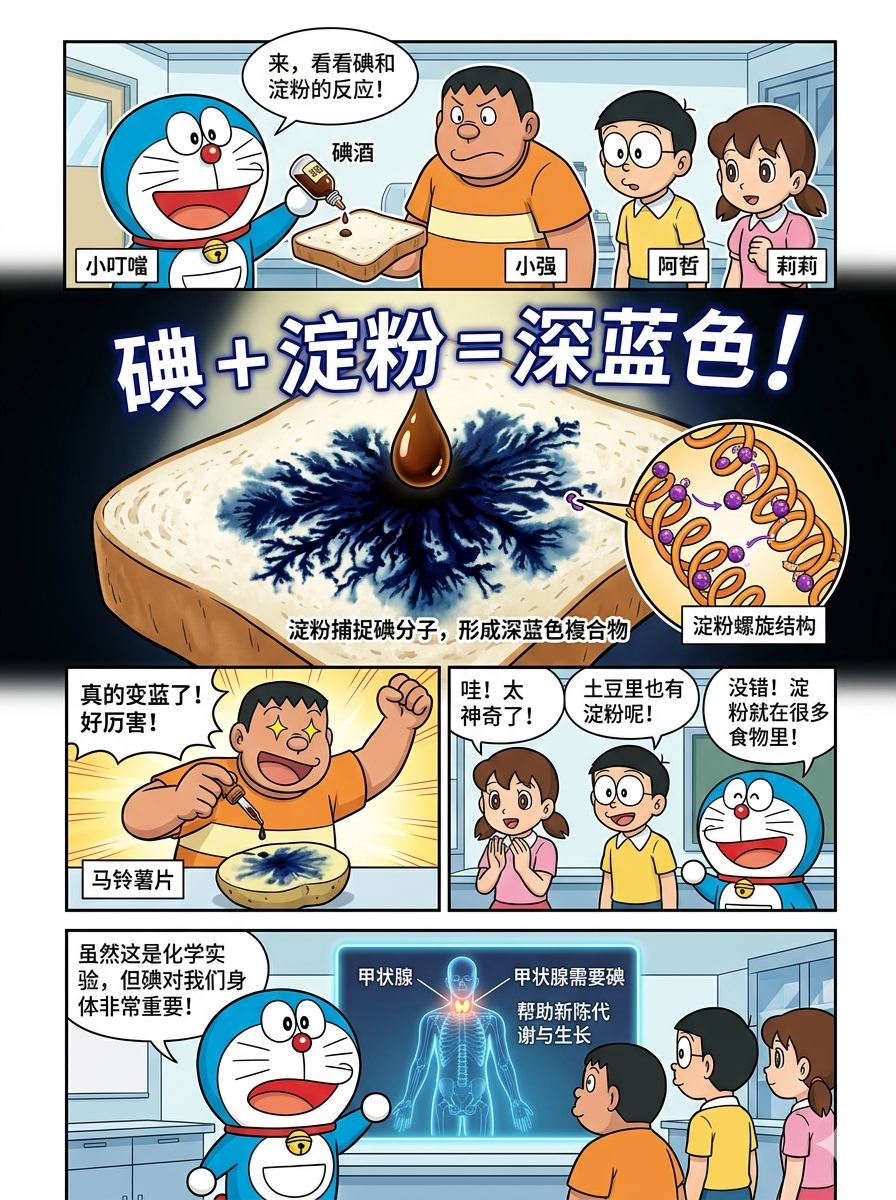 来，看看碘和
淀粉的反应！
碘酒
小叮噹
小强
阿哲
莉莉
碘+淀粉=深蓝色！
淀粉捕捉碘分子，形成深蓝色複合物
淀粉螺旋结构
真的变蓝了！
好厉害！
马铃薯片
哇！太
神奇了！
土豆里也有
淀粉呢！
没错！淀
粉就在很多
食物里！
虽然这是化学实
验，但碘对我们身
体非常重要！
甲状腺
甲状腺需要碘
帮助新陈代
谢与生长